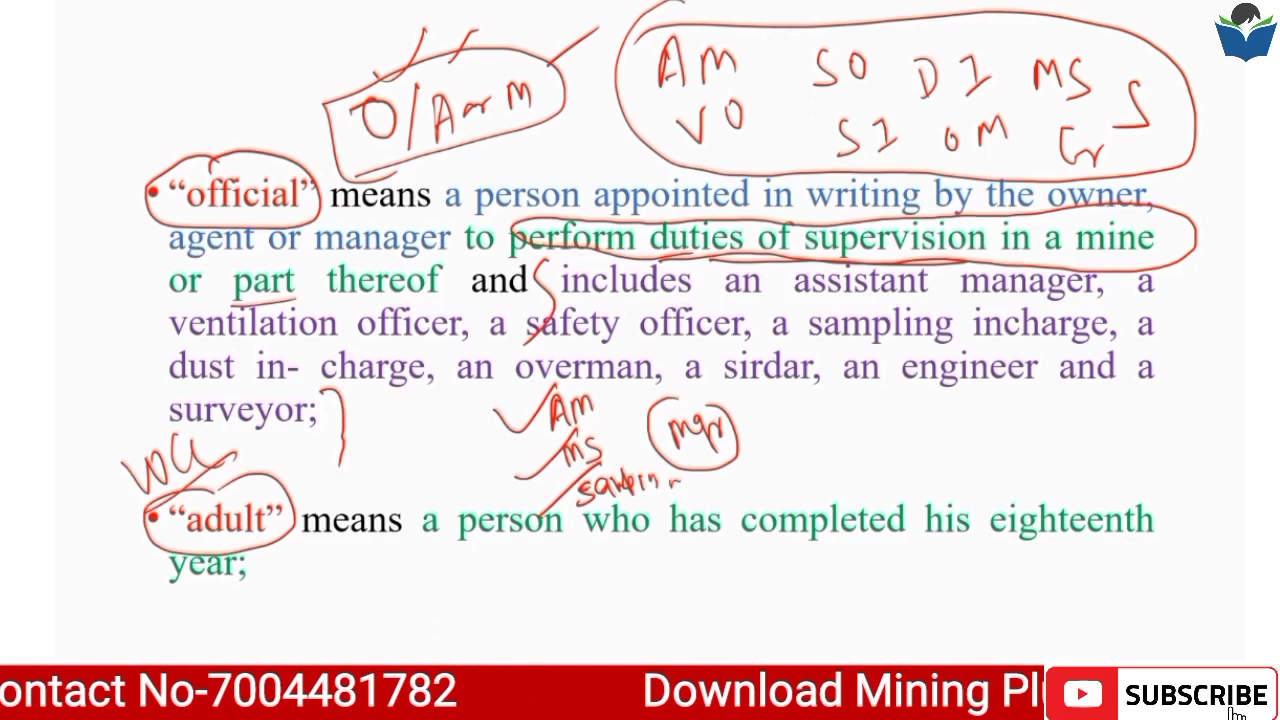 AM SO DI MS
O/A or M
VO SI OM Er S
• “official” means a person appointed in writing by the owner,
agent or manager to perform duties of supervision in a mine
or part thereof and includes an assistant manager, a
ventilation officer, a safety officer, a sampling incharge, a
dust in- charge, an overman, a sirdar, an engineer and a
surveyor;
AM
mgr
MS
• “adult” means a person who has completed his eighteenth
year;
ontact No-7004481782 Download Mining Pl SUBSCRIBE